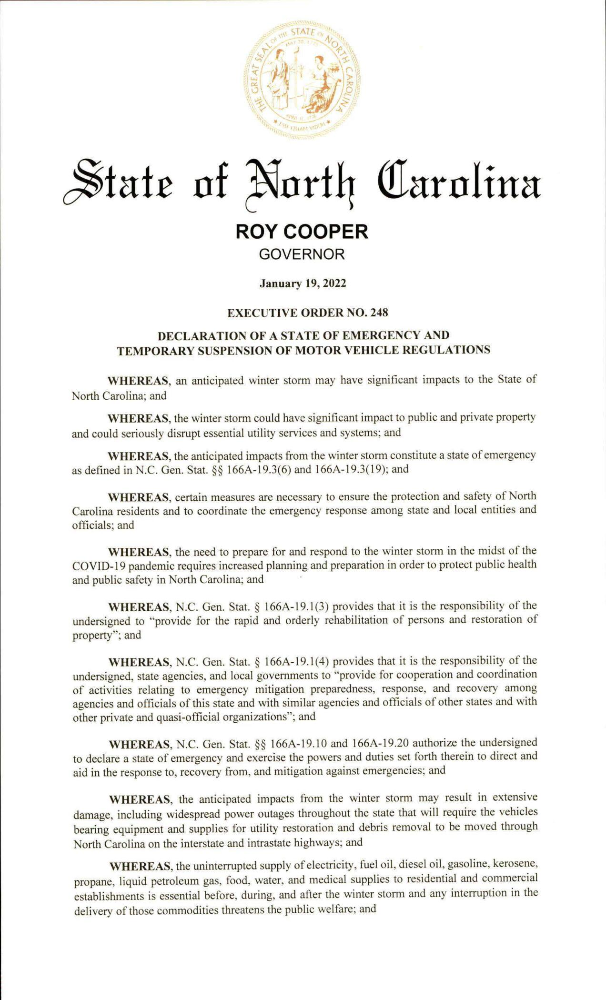 THE GREAT SEAL OF THE STATE OF NORTH CAROLINA
MAY 20, 1775
APRIL 12, 1776
ESSE QUAM VIDERI
State of North Carolina
ROY COOPER
GOVERNOR
January 19, 2022
EXECUTIVE ORDER NO. 248
DECLARATION OF A STATE OF EMERGENCY AND
TEMPORARY SUSPENSION OF MOTOR VEHICLE REGULATIONS
WHEREAS, an anticipated winter storm may have significant impacts to the State of
North Carolina; and
WHEREAS, the winter storm could have significant impact to public and private property
and could seriously disrupt essential utility services and systems; and
WHEREAS, the anticipated impacts from the winter storm constitute a state of emergency
as defined in N.C. Gen. Stat. §§ 166A-19.3(6) and 166A-19.3(19); and
WHEREAS, certain measures are necessary to ensure the protection and safety of North
Carolina residents and to coordinate the emergency response among state and local entities and
officials; and
WHEREAS, the need to prepare for and respond to the winter storm in the midst of the
COVID-19 pandemic requires increased planning and preparation in order to protect public health
and public safety in North Carolina; and
WHEREAS, N.C. Gen. Stat. § 166A-19.1(3) provides that it is the responsibility of the
undersigned to “provide for the rapid and orderly rehabilitation of persons and restoration of
property”; and
WHEREAS, N.C. Gen. Stat. § 166A-19.1(4) provides that it is the responsibility of the
undersigned, state agencies, and local governments to “provide for cooperation and coordination
of activities relating to emergency mitigation preparedness, response, and recovery among
agencies and officials of this state and with similar agencies and officials of other states and with
other private and quasi-official organizations”; and
WHEREAS, N.C. Gen. Stat. §§ 166A-19.10 and 166A-19.20 authorize the undersigned
to declare a state of emergency and exercise the powers and duties set forth therein to direct and
aid in the response to, recovery from, and mitigation against emergencies; and
WHEREAS, the anticipated impacts from the winter storm may result in extensive
damage, including widespread power outages throughout the state that will require the vehicles
bearing equipment and supplies for utility restoration and debris removal to be moved through
North Carolina on the interstate and intrastate highways; and
WHEREAS, the uninterrupted supply of electricity, fuel oil, diesel oil, gasoline, kerosene,
propane, liquid petroleum gas, food, water, and medical supplies to residential and commercial
establishments is essential before, during, and after the winter storm and any interruption in the
delivery of those commodities threatens the public welfare; and